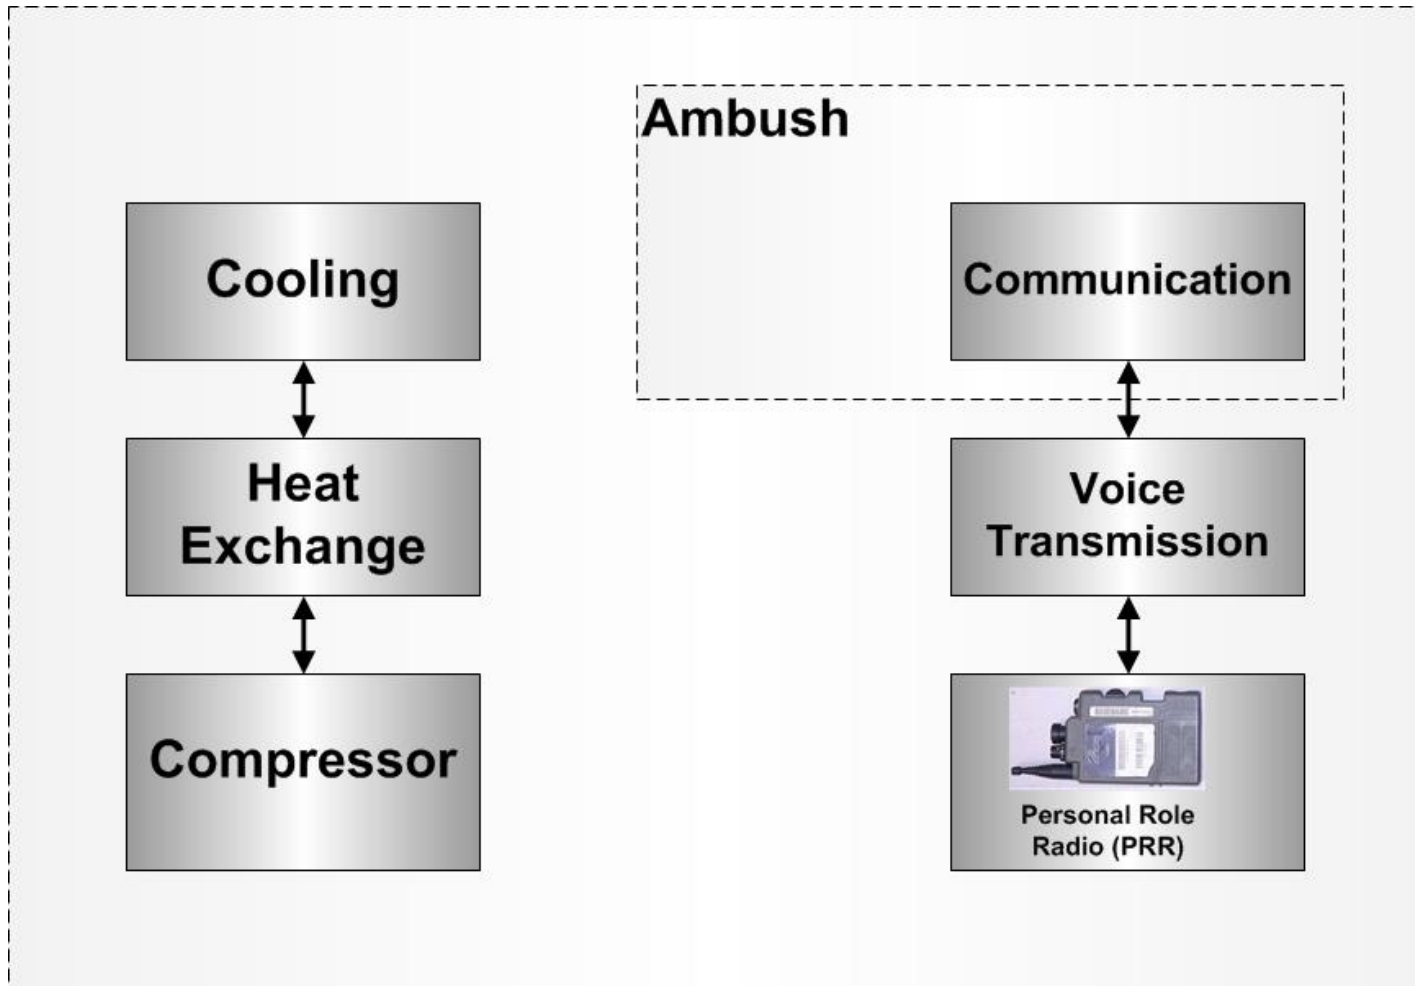 Ambush
Cooling
Communication
Heat
Exchange
Voice
Transmission
Compressor
Personal Role
Radio (PRR)